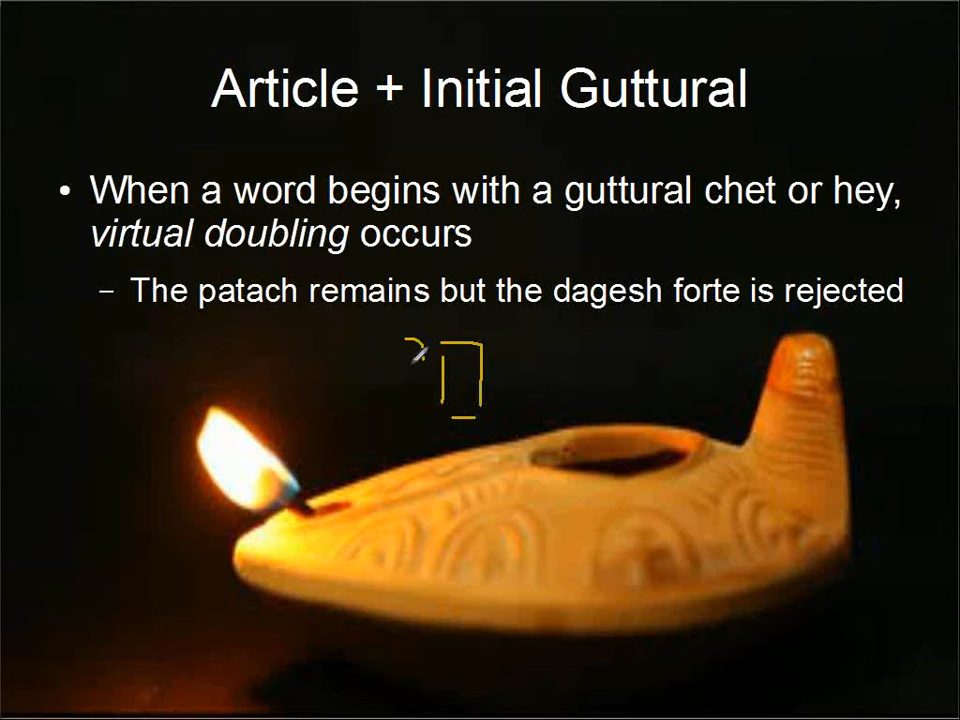 Article + Initial Guttural
• When a word begins with a guttural chet or hey,
virtual doubling occurs
– The patach remains but the dagesh forte is rejected
הַ